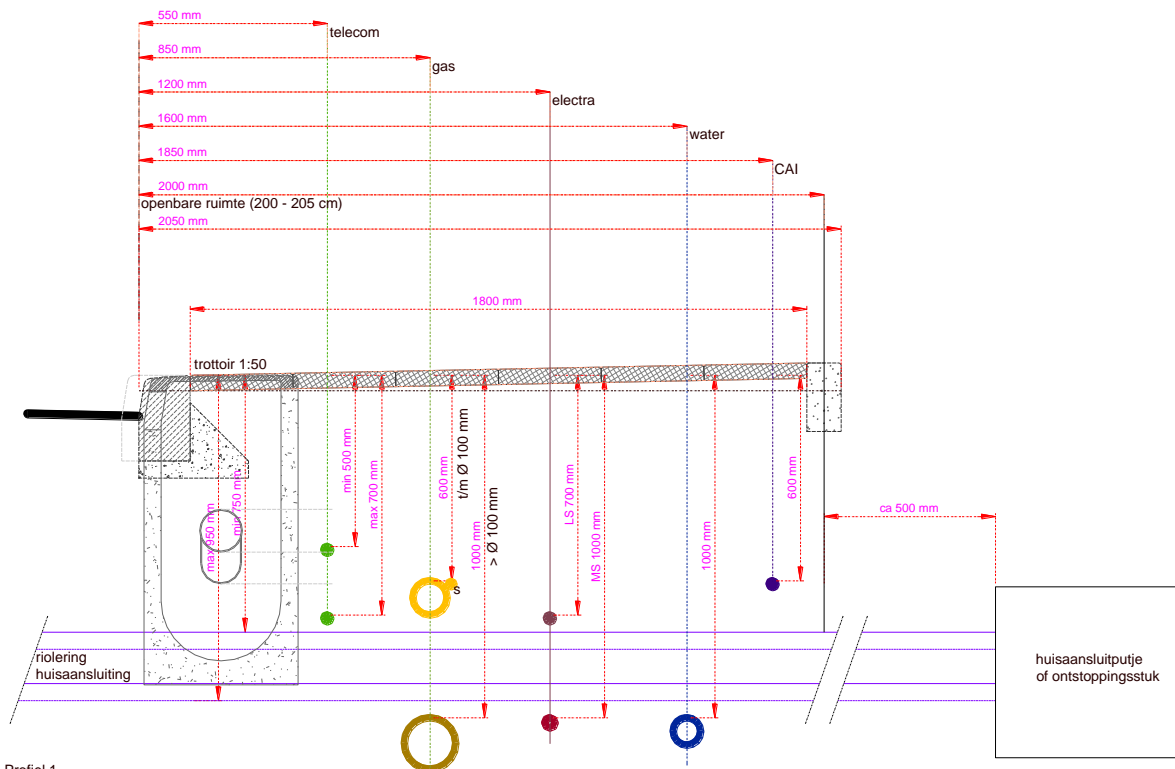 550 mm
telecom
850 mm
gas
1200 mm
electra
1600 mm
water
1850 mm
CAI
2000 mm
openbare ruimte (200 - 205 cm)
2050 mm
1800 mm
trottoir 1:50
max 950 mm
min 750 mm
min 500 mm
max 700 mm
600 mm
t/m Ø 100 mm
1000 mm
> Ø 100 mm
LS 700 mm
MS 1000 mm
1000 mm
600 mm
ca 500 mm
s
riolering
huisaansluiting
huisaansluitputje
of ontstoppingsstuk
Profiel 1